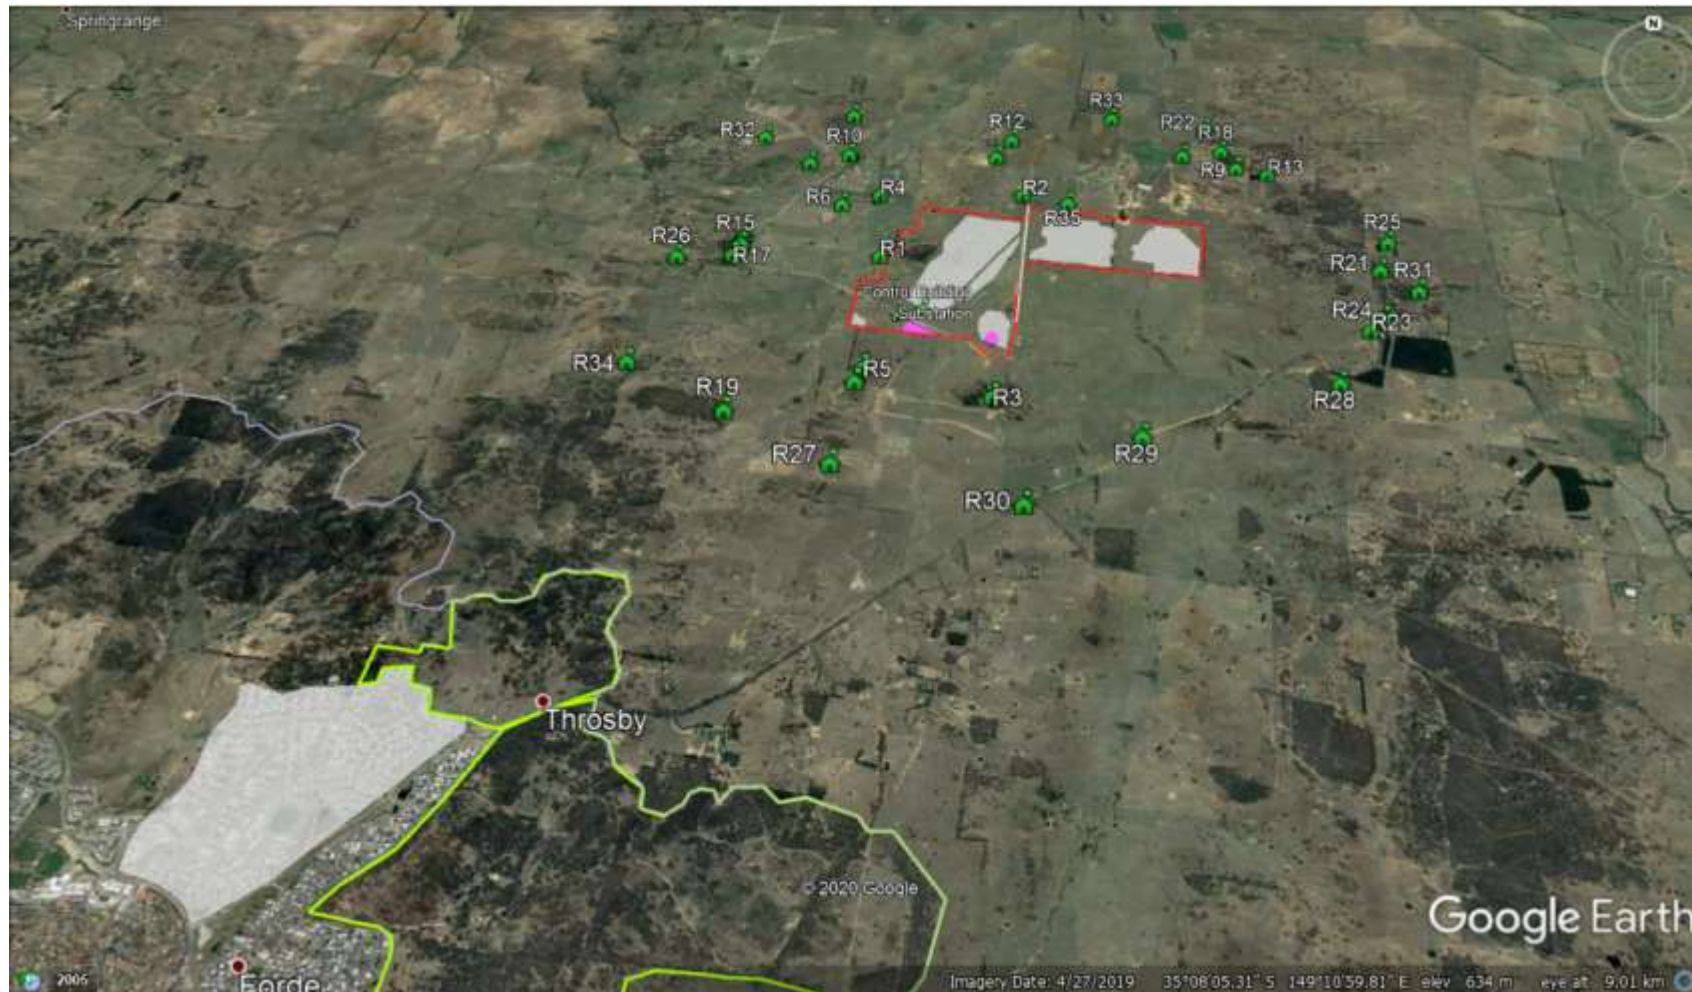 Springrange
N
R33
R32
R10
R12
R22
R18
R9
R13
R6
R4
R2
R35
R15
R26
R17
R1
R25
R21
R31
Substation
R24
R23
R34
R5
R19
R3
R28
R27
R29
R30
Throsby
© 2020 Google
Google Earth
Forde
2006
Imagery Date: 4/27/2019 35°08'05.31" S 149°10'59.81" E elev 634 m eye alt 9.01 km